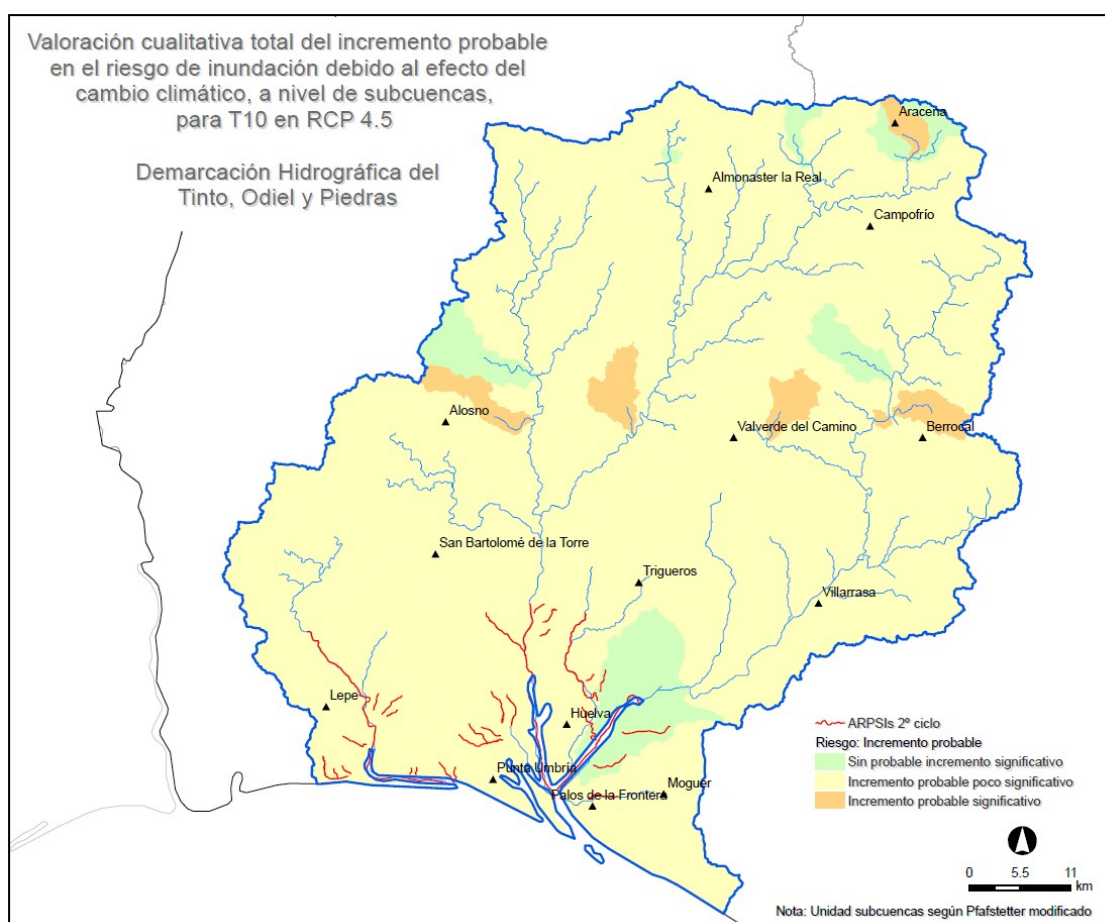 Valoración cualitativa total del incremento probable
en el riesgo de inundación debido al efecto del
cambio climático, a nivel de subcuencas,
para T10 en RCP 4.5
Demarcación Hidrográfica del
Tinto, Odiel y Piedras
Aracena
Almonaster la Real
Campofrío
Alosno
Valverde del Camino
Berrocal
San Bartolomé de la Torre
Trigueros
Villarrasa
Lepe
Huelva
Punta Umbría
Moguer
Palos de la Frontera
ARPSIs 2º ciclo
Riesgo: Incremento probable
Sin probable incremento significativo
Incremento probable poco significativo
Incremento probable significativo
0 5.5 11
km
Nota: Unidad subcuencas según Pfafstetter modificado